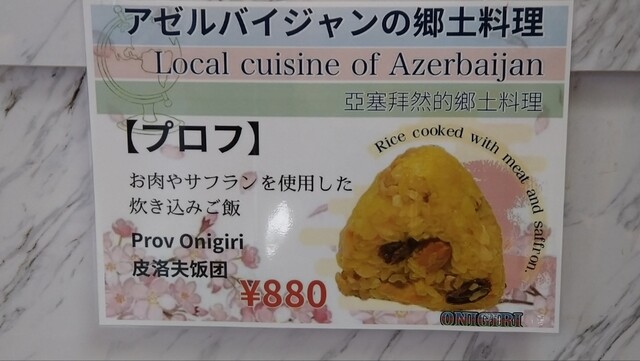 アゼルバイジャンの郷土料理
Local cuisine of Azerbaijan
亞塞拜然的鄉土料理
【プロフ】
Rice cooked with meat and saffron.
お肉やサフランを使用した
炊き込みご飯
Prov Onigiri
皮洛夫饭团
¥880
ONIGIRI